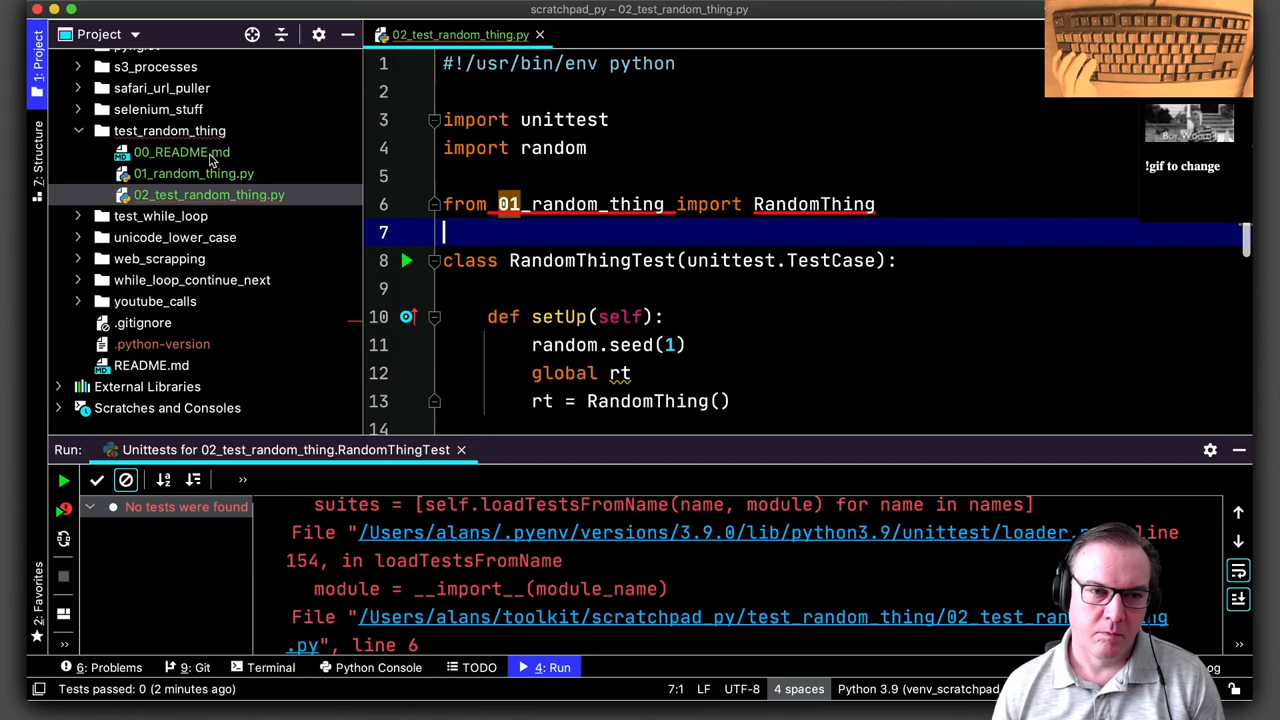 scratchpad_py – 02_test_random_thing.py
Project
02_test_random_thing.py
1: Project
7: Structure
2: Favorites
s3_processes
safari_url_puller
selenium_stuff
test_random_thing
00_README.md
01_random_thing.py
02_test_random_thing.py
test_while_loop
unicode_lower_case
web_scrapping
while_loop_continue_next
youtube_calls
.gitignore
.python-version
README.md
External Libraries
Scratches and Consoles
1 #!/usr/bin/env python
2
3 import unittest
4 import random
5
6 from 01_random_thing import RandomThing
7
8 class RandomThingTest(unittest.TestCase):
9
10 def setUp(self):
11 random.seed(1)
12 global rt
13 rt = RandomThing()
14
!gif to change
Run: Unittests for 02_test_random_thing.RandomThingTest
No tests were found
suites = [self.loadTestsFromName(name, module) for name in names]
File "/Users/alans/.pyenv/versions/3.9.0/lib/python3.9/unittest/loader. line
154, in loadTestsFromName
module = __import__(module_name)
File "/Users/alans/toolkit/scratchpad_py/test_random_thing/02_test_ thing
.py", line 6
6: Problems
9: Git
Terminal
Python Console
TODO
4: Run
Tests passed: 0 (2 minutes ago)
7:1
LF
UTF-8
4 spaces
Python 3.9 (venv_scratchpad